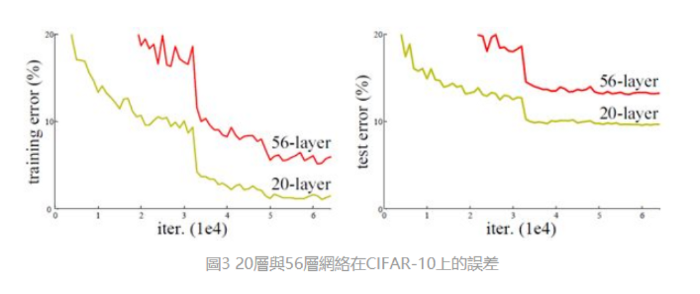 20
10
0
training error (%)
56-layer
20-layer
0 1 2 3 4 5 6
iter. (1e4)
20
10
0
test error (%)
56-layer
20-layer
0 1 2 3 4 5 6
iter. (1e4)
圖3 20層與56層網絡在CIFAR-10上的誤差